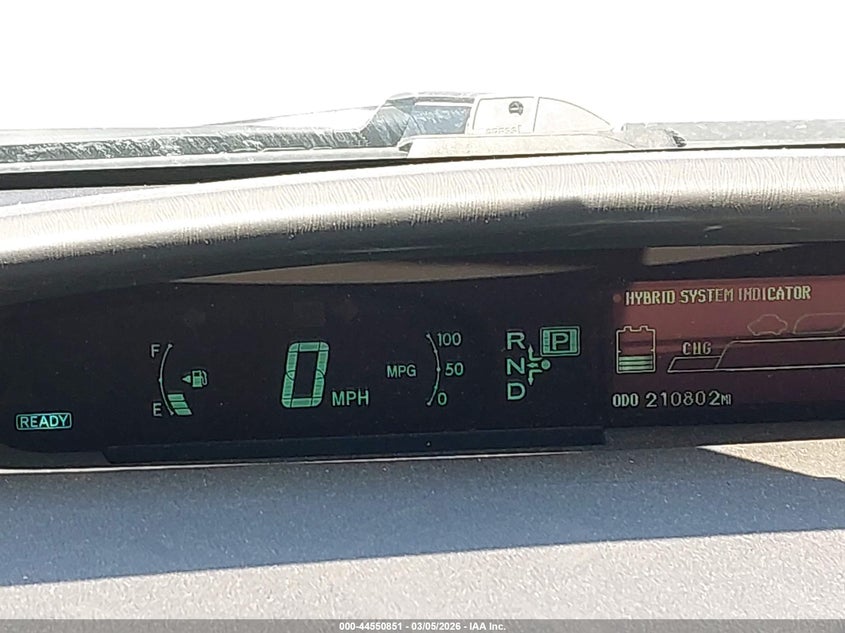 HYBRID SYSTEM INDICATOR
F
E
READY
0 MPH
MPG
100
50
0
R
N
D
P
CHG
ODO 210802MI
000-44550851 - 03/05/2026 - IAA Inc.